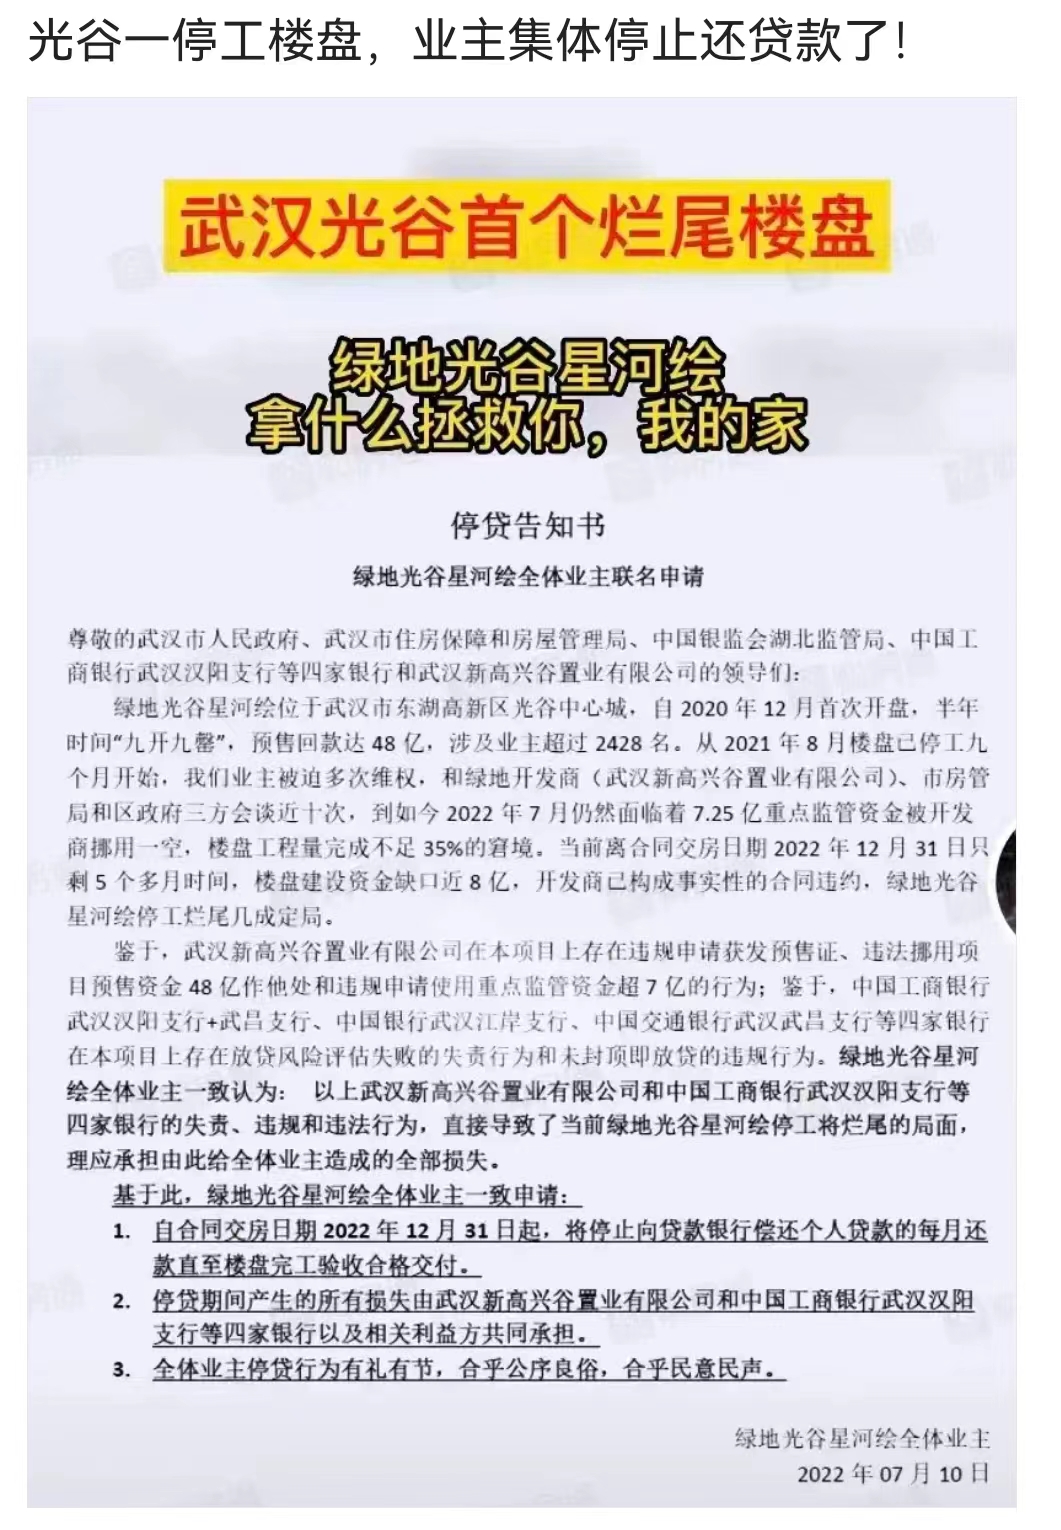 光谷一停工楼盘，业主集体停止还贷款了！
武汉光谷首个烂尾楼盘
绿地光谷星河绘
拿什么拯救你，我的家
停贷告知书
绿地光谷星河绘全体业主联名申请
尊敬的武汉市人民政府、武汉市住房保障和房屋管理局、中国银监会湖北监管局、中国工
商银行武汉汉阳支行等四家银行和武汉新高兴谷置业有限公司的领导们：
绿地光谷星河绘位于武汉市东湖高新区光谷中心城，自 2020 年 12 月首次开盘，半年
时间“九开九罄”，预售回款达 48 亿，涉及业主超过 2428 名。从 2021 年 8 月楼盘已停工九
个月开始，我们业主被迫多次维权，和绿地开发商（武汉新高兴谷置业有限公司）、市房管
局和区政府三方会谈近十次，到如今 2022 年 7 月仍然面临着 7.25 亿重点监管资金被开发
商挪用一空，楼盘工程量完成不足 35%的窘境。当前离合同交房日期 2022 年 12 月 31 日只
剩 5 个多月时间，楼盘建设资金缺口近 8 亿，开发商已构成事实性的合同违约，绿地光谷
星河绘停工烂尾几成定局。
鉴于，武汉新高兴谷置业有限公司在本项目上存在违规申请获发预售证、违法挪用项
目预售资金 48 亿作他处和违规申请使用重点监管资金超 7 亿的行为；鉴于，中国工商银行
武汉汉阳支行+武昌支行、中国银行武汉江岸支行、中国交通银行武汉武昌支行等四家银行
在本项目上存在放贷风险评估失败的失责行为和未封顶即放贷的违规行为。绿地光谷星河
绘全体业主一致认为： 以上武汉新高兴谷置业有限公司和中国工商银行武汉汉阳支行等
四家银行的失责、违规和违法行为，直接导致了当前绿地光谷星河绘停工将烂尾的局面，
理应承担由此给全体业主造成的全部损失。
基于此，绿地光谷星河绘全体业主一致申请：
1. 自合同交房日期 2022 年 12 月 31 日起，将停止向贷款银行偿还个人贷款的每月还
款直至楼盘完工验收合格交付。
2. 停贷期间产生的所有损失由武汉新高兴谷置业有限公司和中国工商银行武汉汉阳
支行等四家银行以及相关利益方共同承担。
3. 全体业主停贷行为有礼有节，合乎公序良俗，合乎民意民声。
绿地光谷星河绘全体业主
2022 年 07 月 10 日